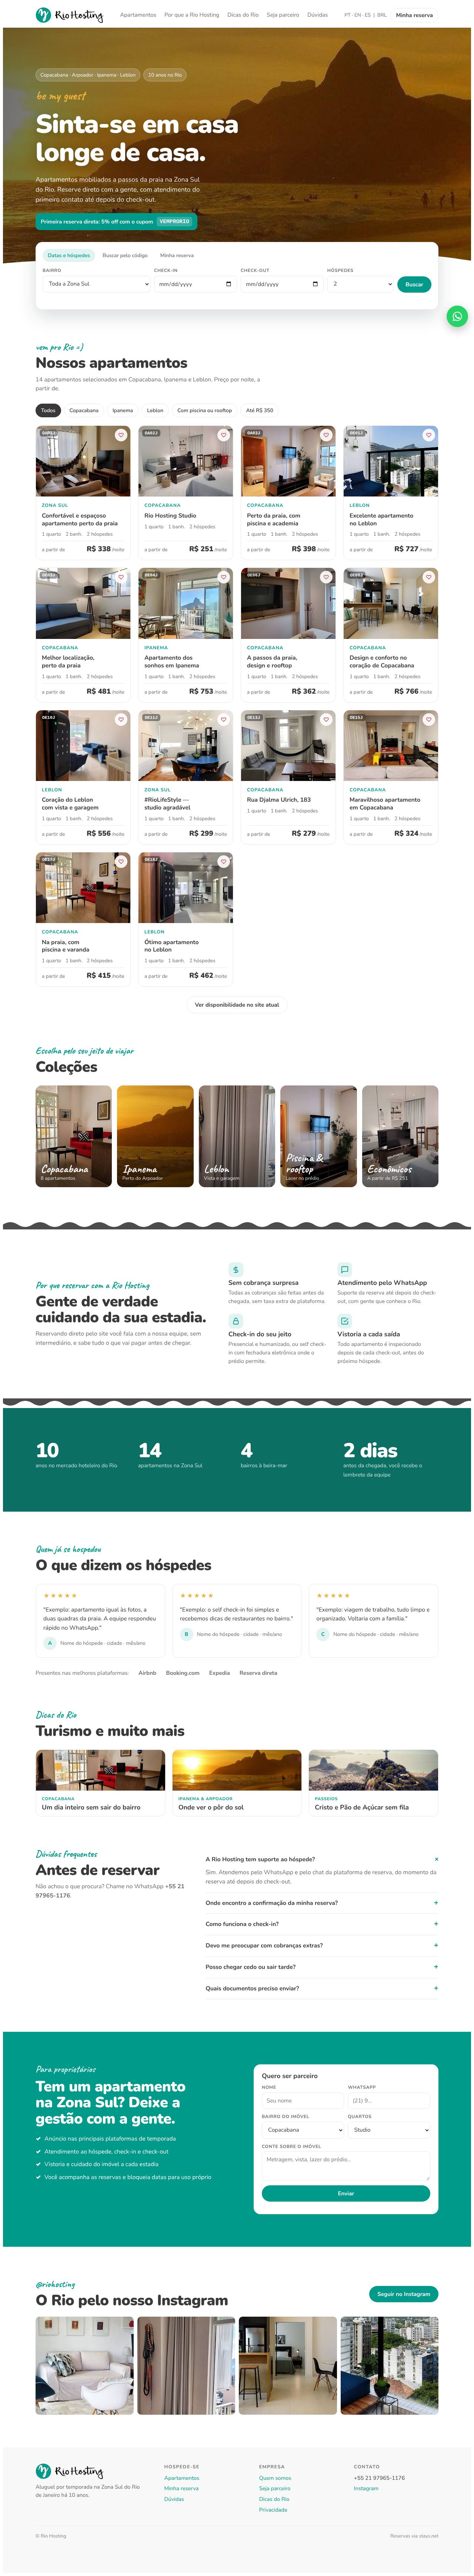 Rio Hosting
Apartamentos Por que a Rio Hosting Dicas do Rio Seja parceiro Dúvidas
PT · EN · ES | BRL Minha reserva
Copacabana · Arpoador · Ipanema · Leblon 10 anos no Rio
be my guest
Sinta-se em casa
longe de casa.
Apartamentos mobiliados a passos da praia na Zona Sul
do Rio. Reserve direto com a gente, com atendimento do
primeiro contato até depois do check-out.
Primeira reserva direta: 5% off com o cupom VEMPRORIO
Datas e hóspedes Buscar pelo código Minha reserva
BAIRRO CHECK-IN CHECK-OUT HÓSPEDES
Toda a Zona Sul mm/dd/yyyy mm/dd/yyyy 2 Buscar
vem pro Rio =)
Nossos apartamentos
14 apartamentos selecionados em Copacabana, Ipanema e Leblon. Preço por noite, a
partir de.
Todos Copacabana Ipanema Leblon Com piscina ou rooftop Até R$ 350
ZONA SUL
Confortável e espaçoso
apartamento perto da praia
1 quarto 1 banh. 2 hóspedes
a partir de R$ 338 /noite
COPACABANA
Rio Hosting Studio
1 quarto 1 banh. 2 hóspedes
a partir de R$ 251 /noite
COPACABANA
Perto da praia, com
piscina e academia
1 quarto 1 banh. 2 hóspedes
a partir de R$ 398 /noite
LEBLON
Excelente apartamento
no Leblon
1 quarto 1 banh. 2 hóspedes
a partir de R$ 727 /noite
COPACABANA
Melhor localização,
perto da praia
1 quarto 1 banh. 2 hóspedes
a partir de R$ 481 /noite
IPANEMA
Apartamento dos
sonhos em Ipanema
1 quarto 1 banh. 2 hóspedes
a partir de R$ 753 /noite
COPACABANA
A passos da praia,
design e rooftop
1 quarto 1 banh. 2 hóspedes
a partir de R$ 362 /noite
COPACABANA
Design e conforto no
coração de Copacabana
1 quarto 1 banh. 2 hóspedes
a partir de R$ 766 /noite
LEBLON
Coração do Leblon
com vista e garagem
1 quarto 1 banh. 2 hóspedes
a partir de R$ 556 /noite
ZONA SUL
#RioLifeStyle —
studio agradável
1 quarto 1 banh. 2 hóspedes
a partir de R$ 299 /noite
COPACABANA
Rua Djalma Ulrich, 183
1 quarto 1 banh. 2 hóspedes
a partir de R$ 279 /noite
COPACABANA
Maravilhoso apartamento
em Copacabana
1 quarto 1 banh. 2 hóspedes
a partir de R$ 324 /noite
COPACABANA
Na praia, com
piscina e varanda
1 quarto 1 banh. 2 hóspedes
a partir de R$ 415 /noite
LEBLON
Ótimo apartamento
no Leblon
1 quarto 1 banh. 2 hóspedes
a partir de R$ 462 /noite
Ver disponibilidade no site atual
Escolha pelo seu jeito de viajar
Coleções
Copacabana
8 apartamentos
Ipanema
Perto do Arpoador
Leblon
Vista e garagem
Piscina &
rooftop
Lazer no prédio
Econômicos
A partir de R$ 251
Por que reservar com a Rio Hosting
Gente de verdade
cuidando da sua estadia.
Reservando direto pelo site você fala com a nossa equipe, sem
intermediário, e sabe tudo o que vai pagar antes de chegar.
Sem cobrança surpresa
Todas as cobranças são feitas antes da
chegada, sem taxa extra de plataforma.
Atendimento pelo WhatsApp
Suporte da reserva até depois do check-
out, com gente que conhece o Rio.
Check-in do seu jeito
Presencial e humanizado, ou self check-
in com fechadura eletrônica onde o
prédio permite.
Vistoria a cada saída
Todo apartamento é inspecionado
depois de cada check-out, antes do
próximo hóspede.
10
anos no mercado hoteleiro do Rio
14
apartamentos na Zona Sul
4
bairros à beira-mar
2 dias
antes da chegada, você recebe o
lembrete da equipe
Quem já se hospedou
O que dizem os hóspedes
"Exemplo: apartamento igual às fotos, a
duas quadras da praia. A equipe respondeu
rápido no WhatsApp."
A Nome do hóspede · cidade · mês/ano
"Exemplo: o self check-in foi simples e
recebemos dicas de restaurantes no bairro."
B Nome do hóspede · cidade · mês/ano
"Exemplo: viagem de trabalho, tudo limpo e
organizado. Voltaria com a família."
C Nome do hóspede · cidade · mês/ano
Presentes nas melhores plataformas: Airbnb Booking.com Expedia Reserva direta
Dicas do Rio
Turismo e muito mais
COPACABANA
Um dia inteiro sem sair do bairro
IPANEMA & ARPOADOR
Onde ver o pôr do sol
PASSEIOS
Cristo e Pão de Açúcar sem fila
Dúvidas frequentes
Antes de reservar
Não achou o que procura? Chame no WhatsApp +55 21
97965-1176.
A Rio Hosting tem suporte ao hóspede?
Sim. Atendemos pelo WhatsApp e pelo chat da plataforma de reserva, do momento da
reserva até depois do check-out.
Onde encontro a confirmação da minha reserva? +
Como funciona o check-in? +
Devo me preocupar com cobranças extras? +
Posso chegar cedo ou sair tarde? +
Quais documentos preciso enviar? +
Para proprietários
Tem um apartamento
na Zona Sul? Deixe a
gestão com a gente.
Anúncio nas principais plataformas de temporada
Atendimento ao hóspede, check-in e check-out
Vistoria e cuidado do imóvel a cada estadia
Você acompanha as reservas e bloqueia datas para uso próprio
Quero ser parceiro
NOME WHATSAPP
Seu nome (21) 9...
BAIRRO DO IMÓVEL QUARTOS
Copacabana Studio
CONTE SOBRE O IMÓVEL
Metragem, vista, lazer do prédio...
Enviar
@riohosting
O Rio pelo nosso Instagram
Seguir no Instagram
Rio Hosting
Aluguel por temporada na Zona Sul do Rio
de Janeiro há 10 anos.
HOSPEDE-SE
Apartamentos
Minha reserva
Dúvidas
EMPRESA
Quem somos
Seja parceiro
Dicas do Rio
Privacidade
CONTATO
+55 21 97965-1176
Instagram
© Rio Hosting
Reservas via stays.net